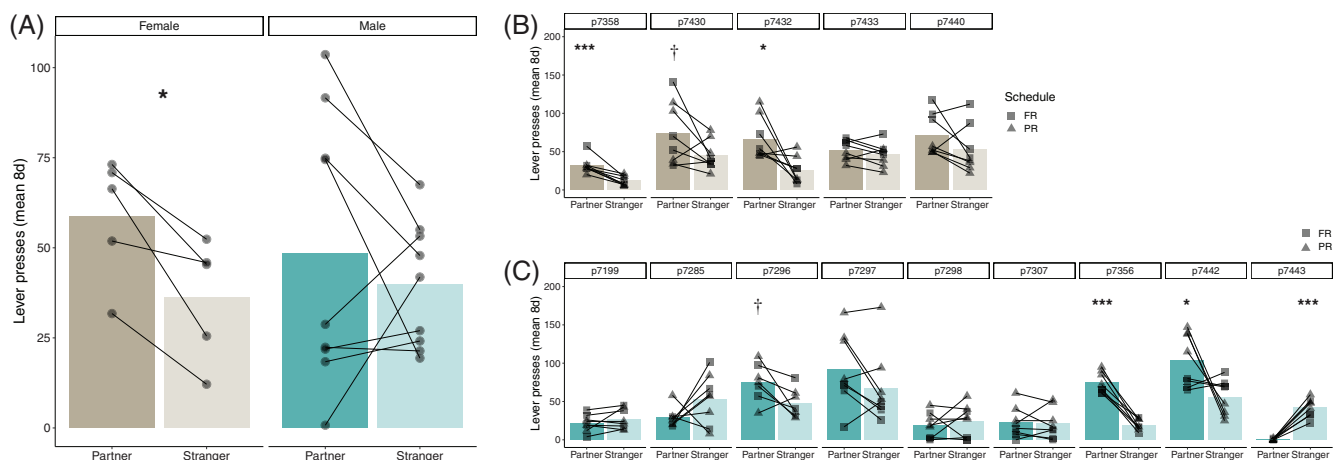 (A)
Female Male
Lever presses (mean 8d)
100
75
50
25
0
*
Partner Stranger Partner Stranger
(B)
p7358 p7430 p7432 p7433 p7440
Lever presses (mean 8d)
200
150
100
50
0
*** † *
Partner Stranger Partner Stranger Partner Stranger Partner Stranger Partner Stranger
Schedule
FR
PR
FR
PR
(C)
p7199 p7285 p7296 p7297 p7298 p7307 p7356 p7442 p7443
Lever presses (mean 8d)
200
150
100
50
0
† *** * ***
Partner Stranger Partner Stranger Partner Stranger Partner Stranger Partner Stranger Partner Stranger Partner Stranger Partner Stranger Partner Stranger